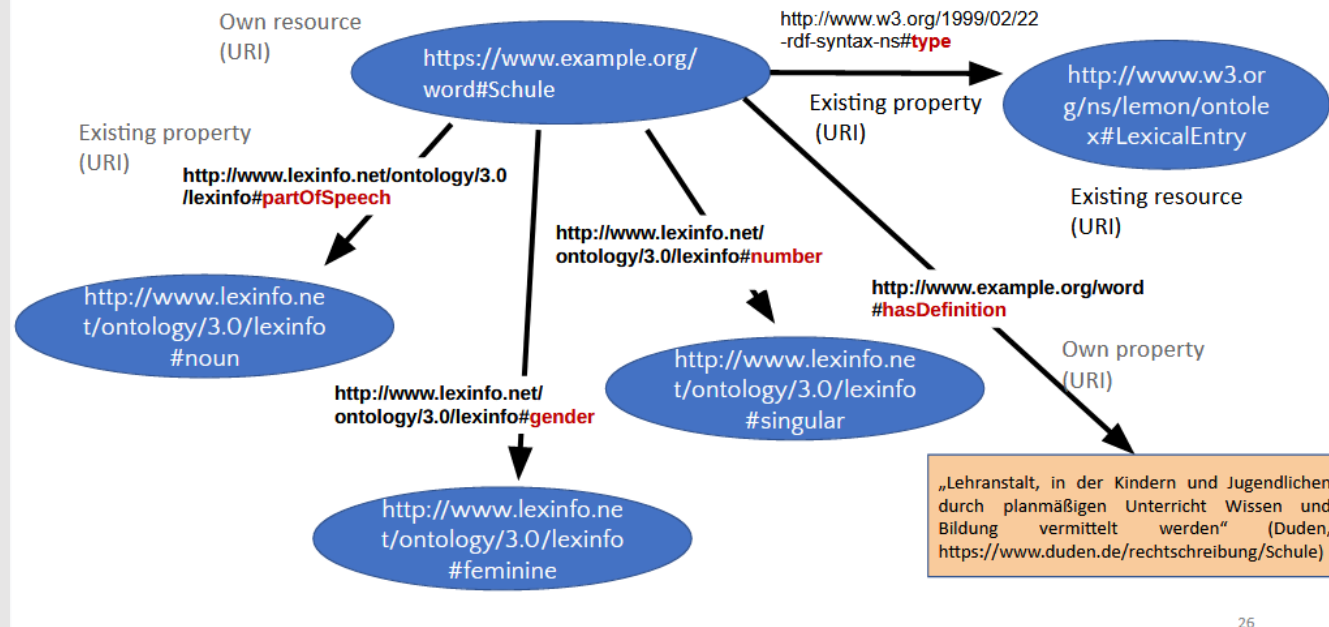 Own resource
(URI)
https://www.example.org/
word#Schule
http://www.w3.org/1999/02/22
-rdf-syntax-ns#type
Existing property
(URI)
http://www.w3.or
g/ns/lemon/ontole
x#LexicalEntry
Existing resource
(URI)
Existing property
(URI)
http://www.lexinfo.net/ontology/3.0
/lexinfo#partOfSpeech
http://www.lexinfo.net/
ontology/3.0/lexinfo#number
http://www.example.org/word
#hasDefinition
Own property
(URI)
http://www.lexinfo.ne
t/ontology/3.0/lexinfo
#noun
http://www.lexinfo.net/
ontology/3.0/lexinfo#gender
http://www.lexinfo.ne
t/ontology/3.0/lexinfo
#singular
http://www.lexinfo.ne
t/ontology/3.0/lexinfo
#feminine
„Lehranstalt, in der Kindern und Jugendlichen
durch planmäßigen Unterricht Wissen und
Bildung vermittelt werden“ (Duden,
https://www.duden.de/rechtschreibung/Schule)
26